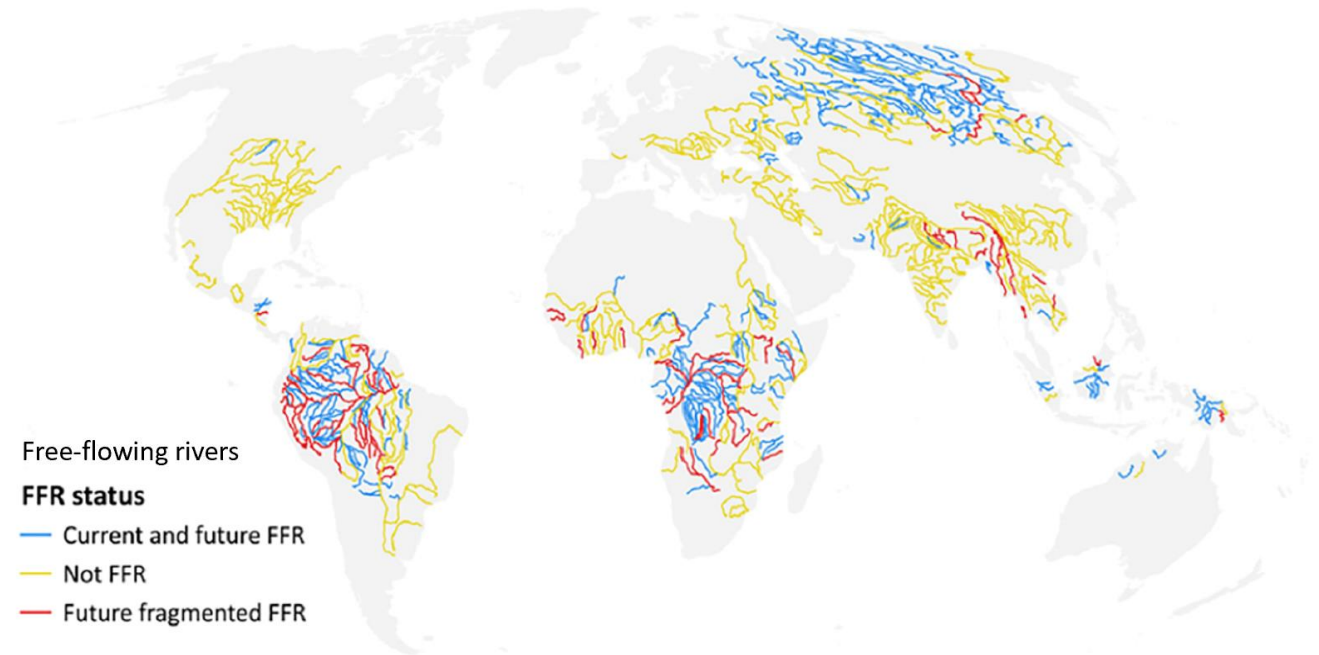 Free-flowing rivers
FFR status
Current and future FFR
Not FFR
Future fragmented FFR